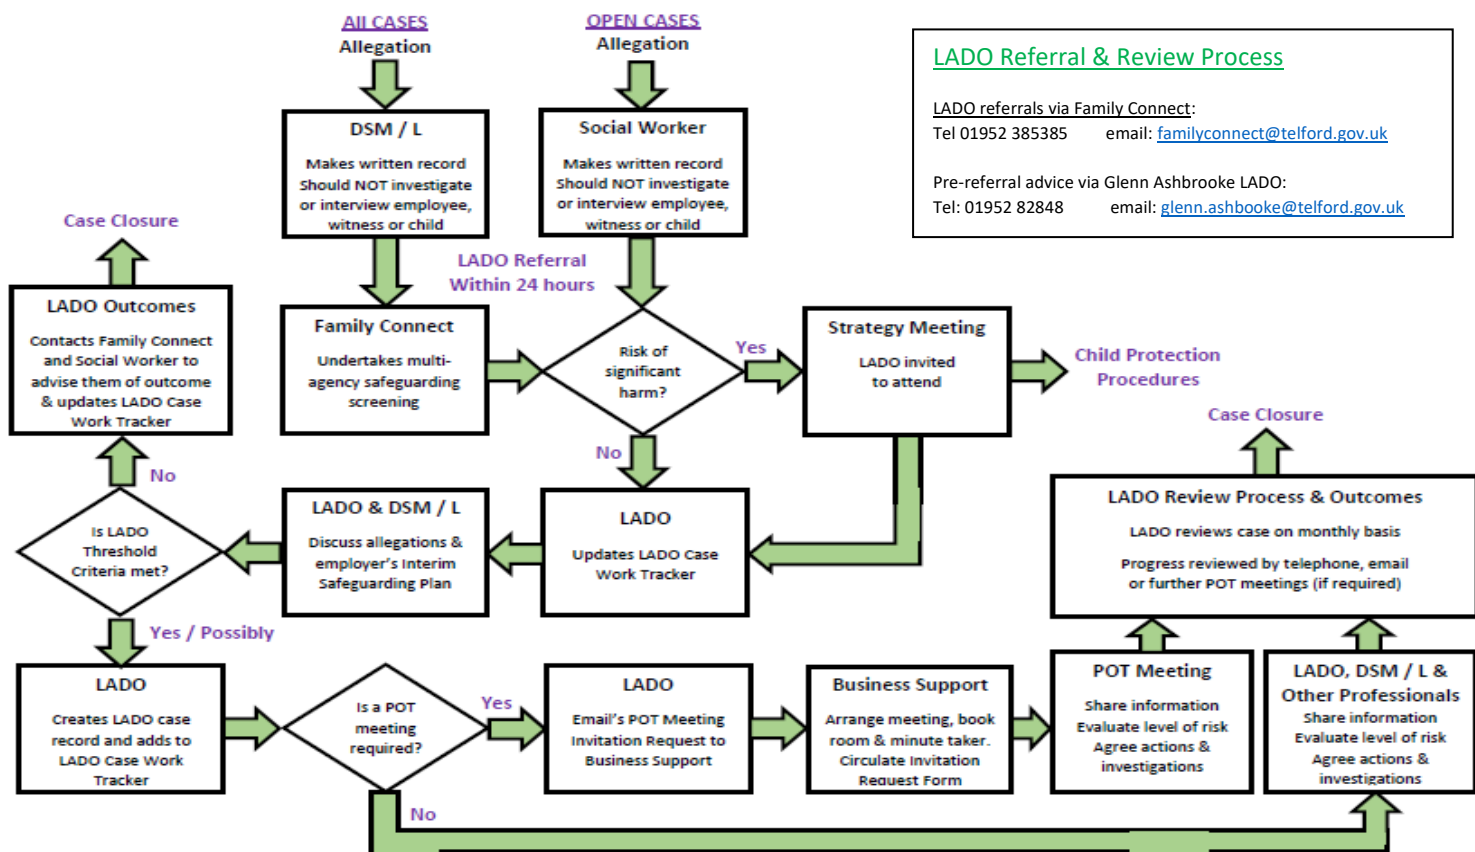 All CASES
Allegation
OPEN CASES
Allegation
LADO Referral & Review Process
LADO referrals via Family Connect:
Tel 01952 385385 email: familyconnect@telford.gov.uk
Pre-referral advice via Glenn Ashbrooke LADO:
Tel: 01952 82848 email: glenn.ashbooke@telford.gov.uk
DSM / L
Makes written record
Should NOT investigate
or interview employee,
witness or child
Social Worker
Makes written record
Should NOT investigate
or interview employee,
witness or child
Case Closure
LADO Referral
Within 24 hours
LADO Outcomes
Contacts Family Connect
and Social Worker to
advise them of outcome
& updates LADO Case
Work Tracker
Family Connect
Undertakes multi-
agency safeguarding
screening
Risk of
significant
harm?
Yes
Strategy Meeting
LADO invited
to attend
Child Protection
Procedures
Case Closure
No
No
Is LADO
Threshold
Criteria met?
LADO & DSM / L
Discuss allegations &
employer's Interim
Safeguarding Plan
LADO
Updates LADO Case
Work Tracker
LADO Review Process & Outcomes
LADO reviews case on monthly basis
Progress reviewed by telephone, email
or further POT meetings (if required)
Yes / Possibly
LADO
Creates LADO case
record and adds to
LADO Case Work
Tracker
Is a POT
meeting
required?
Yes
LADO
Email's POT Meeting
Invitation Request to
Business Support
Business Support
Arrange meeting, book
room & minute taker.
Circulate Invitation
Request Form
POT Meeting
Share information
Evaluate level of risk
Agree actions &
investigations
LADO, DSM / L &
Other Professionals
Share information
Evaluate level of risk
Agree actions &
investigations
No